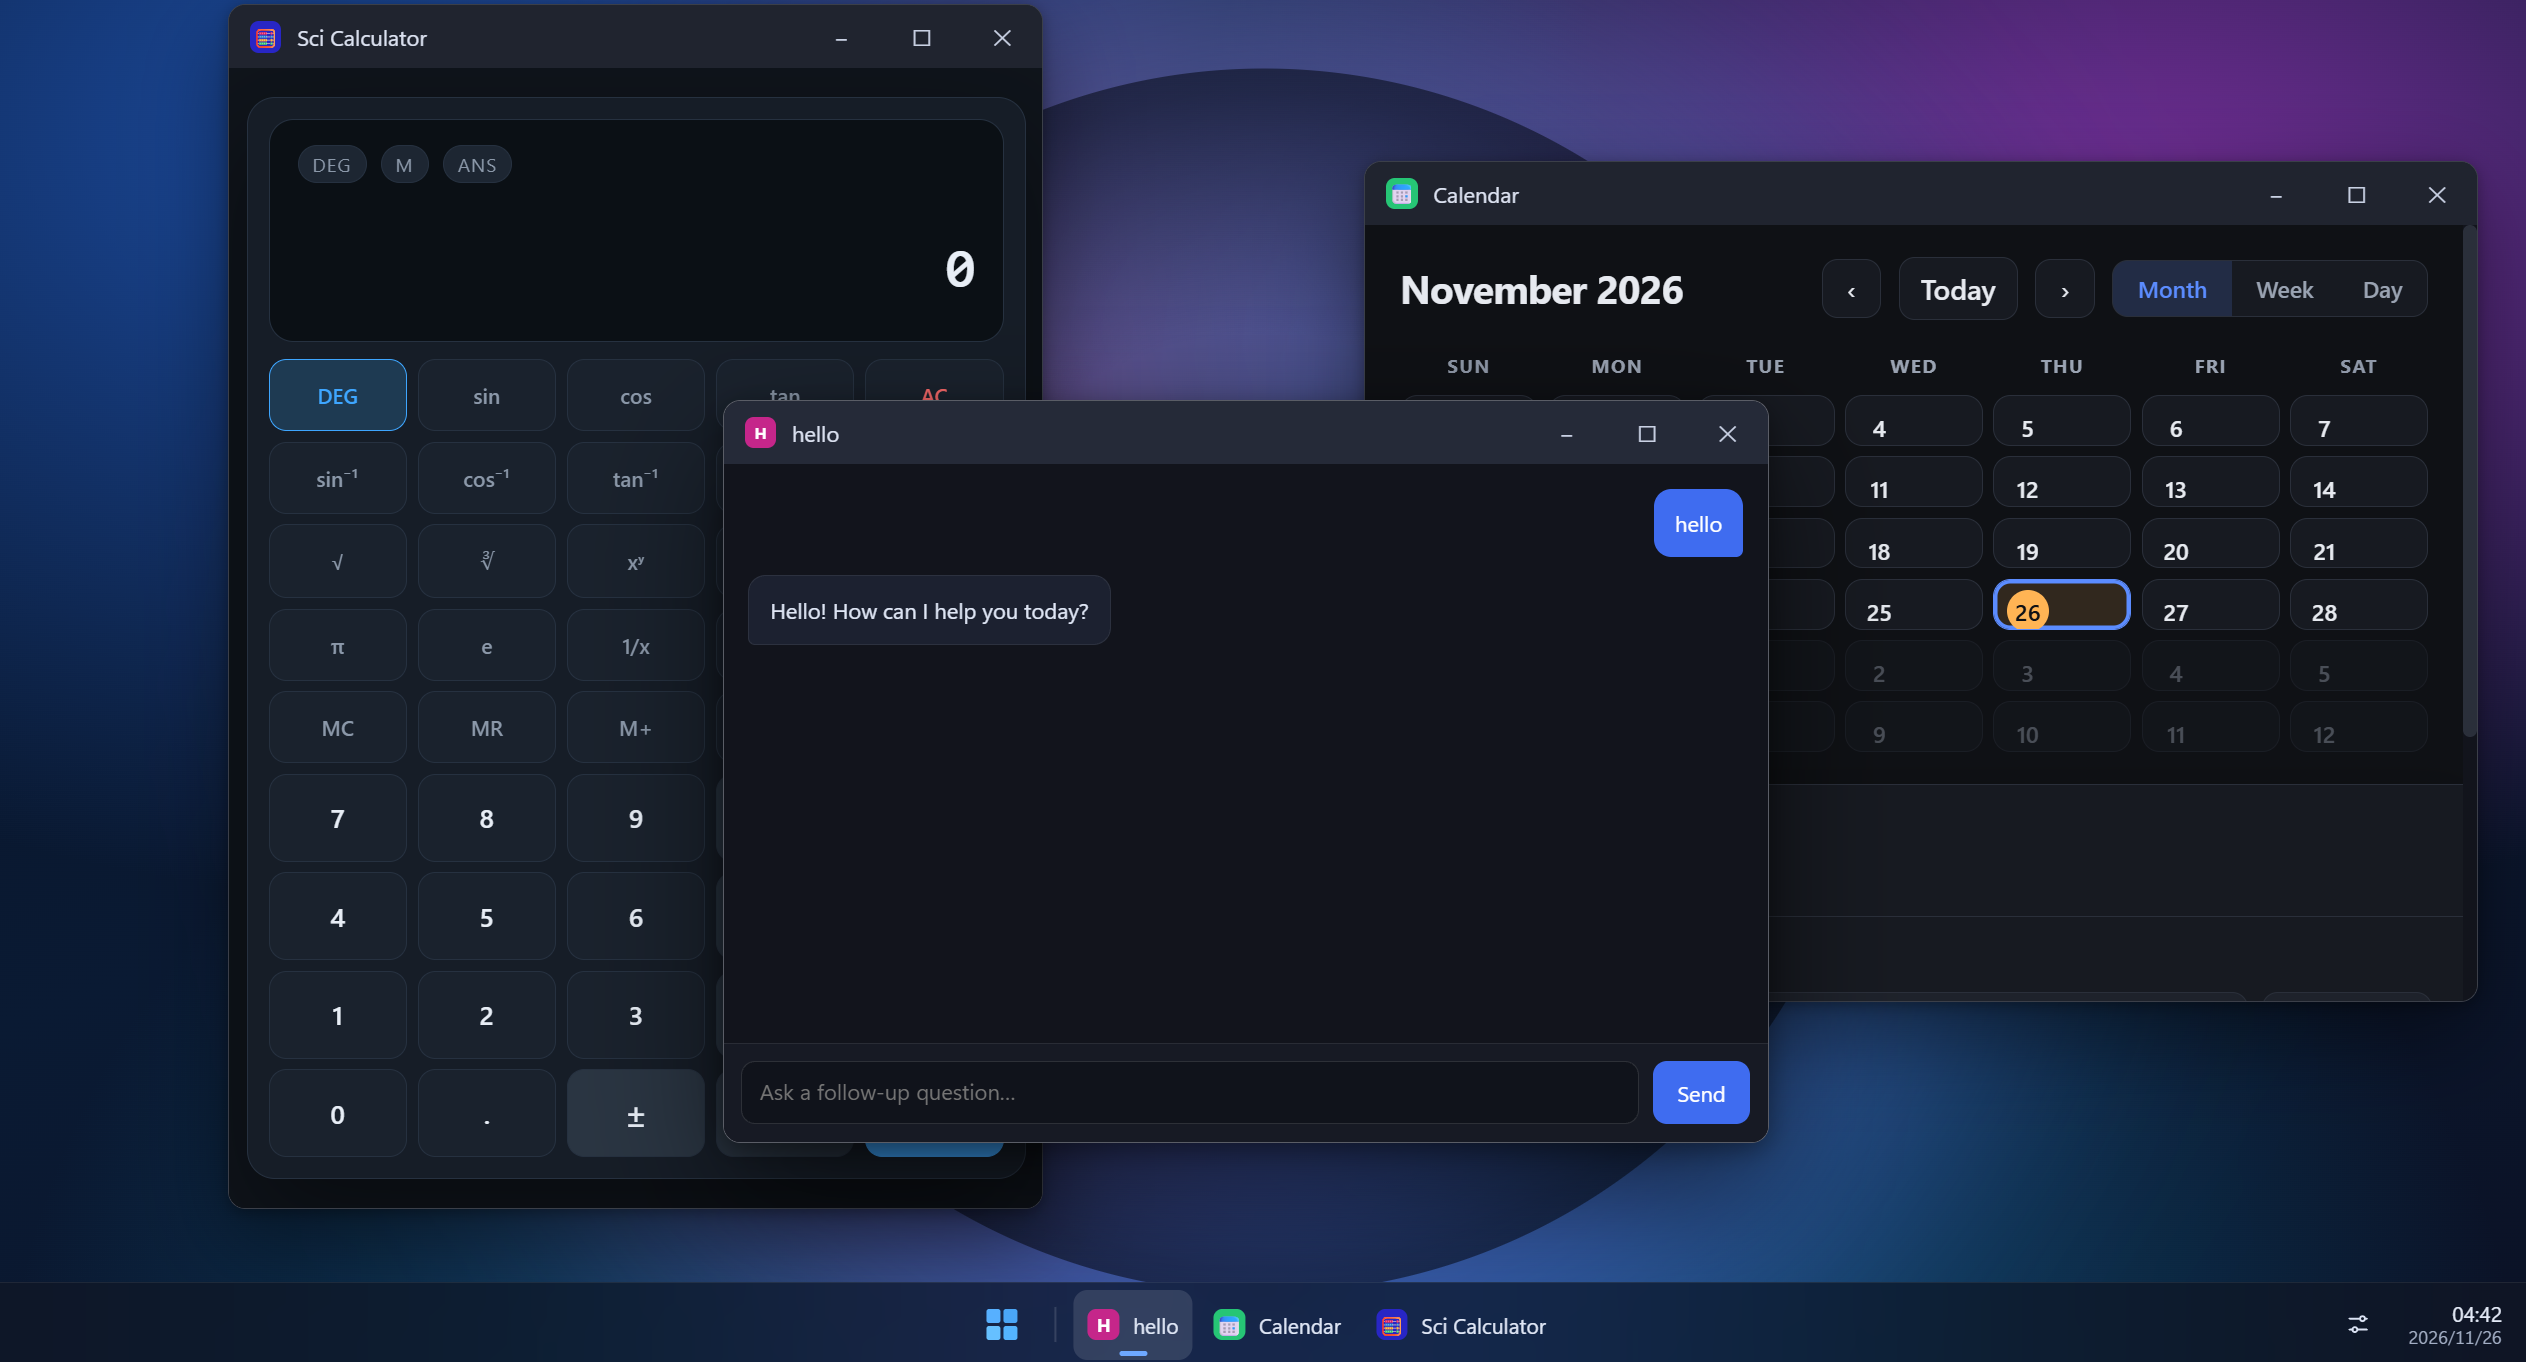 Sci Calculator
DEG M ANS
0
DEG sin cos tan AC
sin⁻¹ cos⁻¹ tan⁻¹
√ ∛ xʸ
π e 1/x
MC MR M+
7 8 9
4 5 6
1 2 3
0 . ±
H hello
hello
Hello! How can I help you today?
Ask a follow-up question...
Send
Calendar
November 2026
‹ Today › Month Week Day
SUN MON TUE WED THU FRI SAT
4 5 6 7
11 12 13 14
18 19 20 21
25 26 27 28
2 3 4 5
9 10 11 12
H hello Calendar Sci Calculator
04:42
2026/11/26